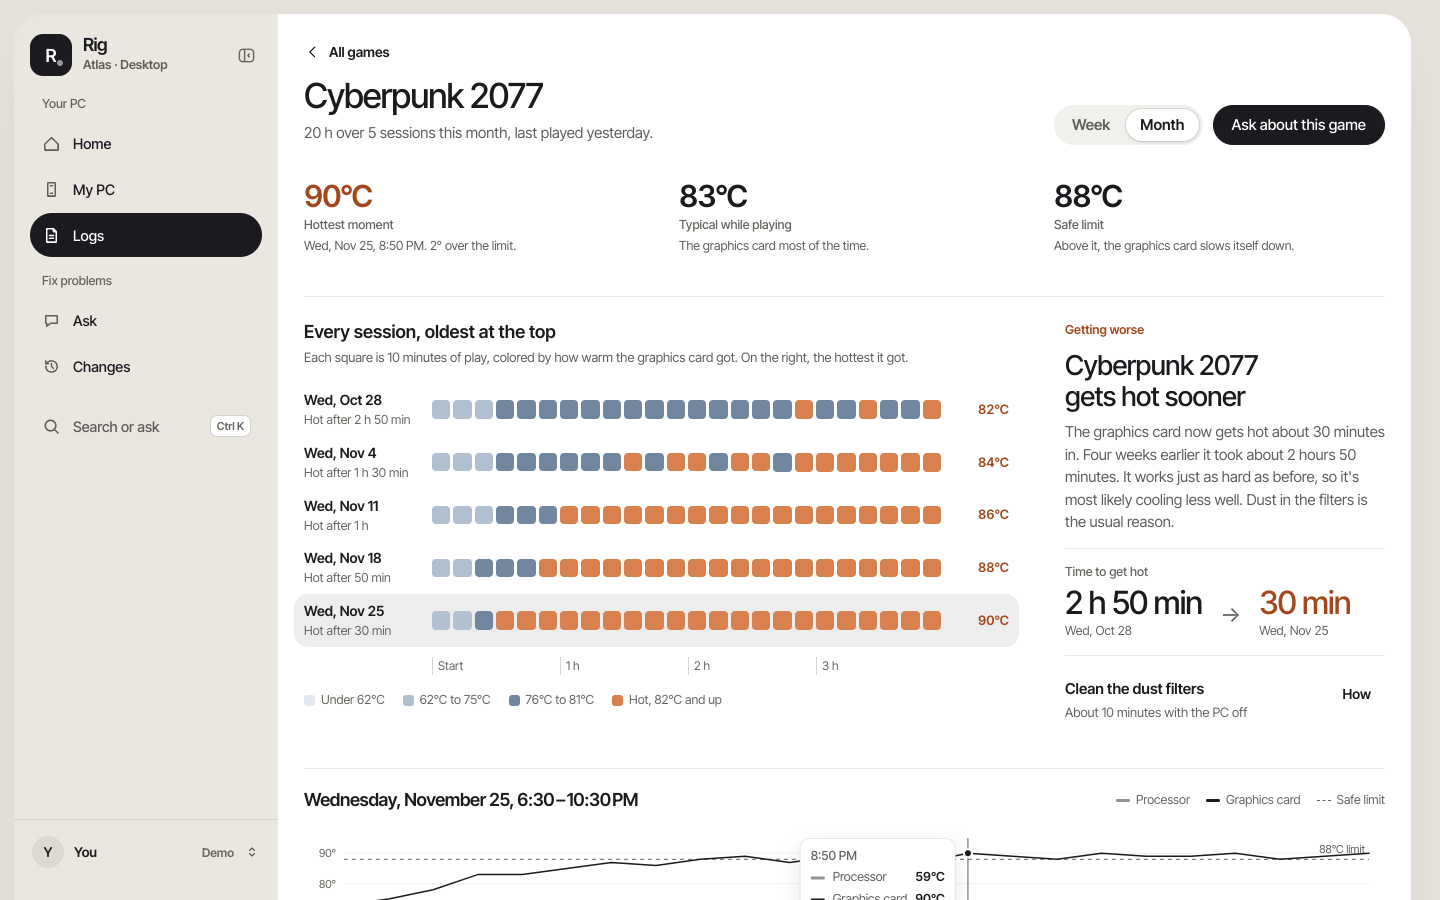 R.
Rig
Atlas · Desktop
Your PC
Home
My PC
Logs
Fix problems
Ask
Changes
Search or ask
Ctrl K
Y
You
Demo
All games
Cyberpunk 2077
20 h over 5 sessions this month, last played yesterday.
Week
Month
Ask about this game
90°C
Hottest moment
Wed, Nov 25, 8:50 PM. 2° over the limit.
83°C
Typical while playing
The graphics card most of the time.
88°C
Safe limit
Above it, the graphics card slows itself down.
Every session, oldest at the top
Each square is 10 minutes of play, colored by how warm the graphics card got. On the right, the hottest it got.
Wed, Oct 28
Hot after 2 h 50 min
82°C
Wed, Nov 4
Hot after 1 h 30 min
84°C
Wed, Nov 11
Hot after 1 h
86°C
Wed, Nov 18
Hot after 50 min
88°C
Wed, Nov 25
Hot after 30 min
90°C
Start
1 h
2 h
3 h
Under 62°C
62°C to 75°C
76°C to 81°C
Hot, 82°C and up
Getting worse
Cyberpunk 2077
gets hot sooner
The graphics card now gets hot about 30 minutes
in. Four weeks earlier it took about 2 hours 50
minutes. It works just as hard as before, so it's
most likely cooling less well. Dust in the filters is
the usual reason.
Time to get hot
2 h 50 min
Wed, Oct 28
30 min
Wed, Nov 25
Clean the dust filters
About 10 minutes with the PC off
How
Wednesday, November 25, 6:30–10:30 PM
Processor
Graphics card
Safe limit
90°
80°
88°C limit
8:50 PM
Processor
59°C
Graphics card
90°C